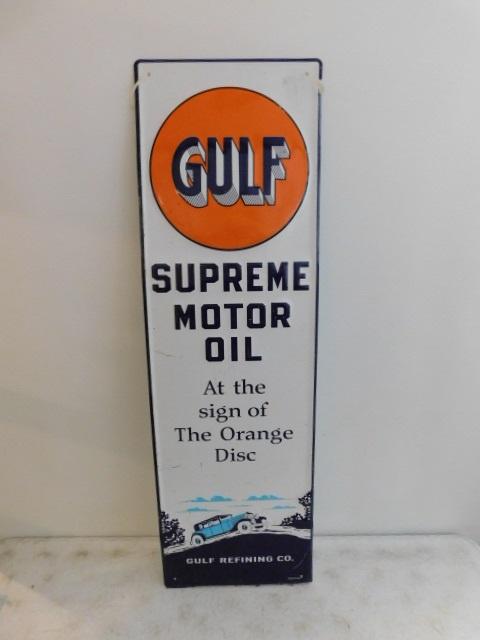 GULF
SUPREME
MOTOR
OIL
At the
sign of
The Orange
Disc
GULF REFINING CO.